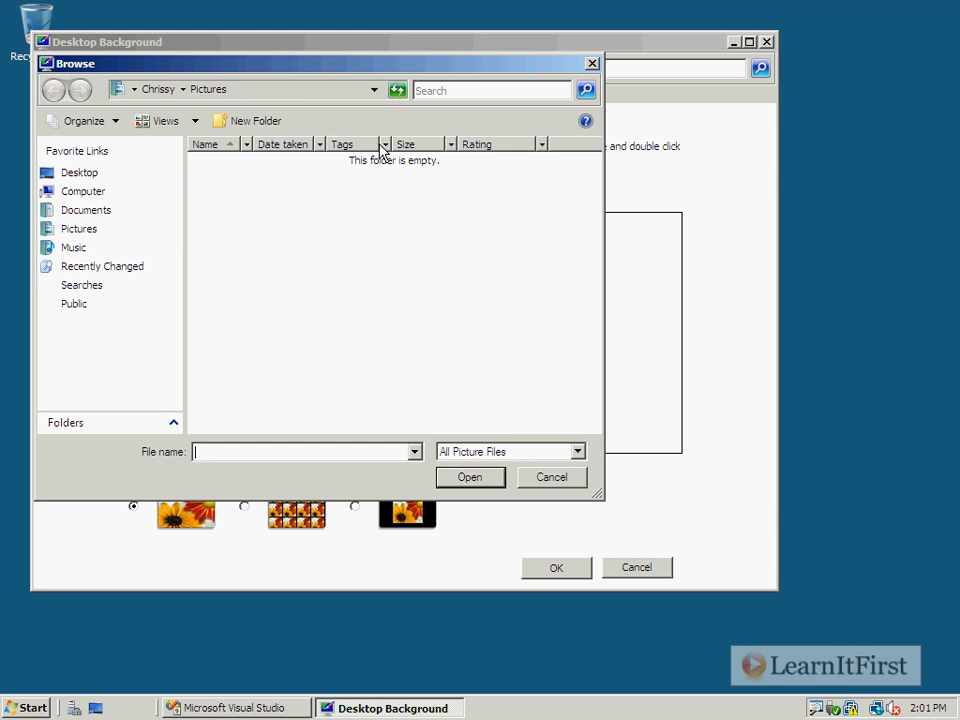 Desktop Background
Browse
Chrissy Pictures
Search
Organize Views New Folder
Favorite Links
Name Date taken Tags Size Rating
This folder is empty.
and double click
Desktop
Computer
Documents
Pictures
Music
Recently Changed
Searches
Public
Folders
File name: All Picture Files
Open Cancel
OK Cancel
LearnItFirst
Start Microsoft Visual Studio Desktop Background 2:01 PM